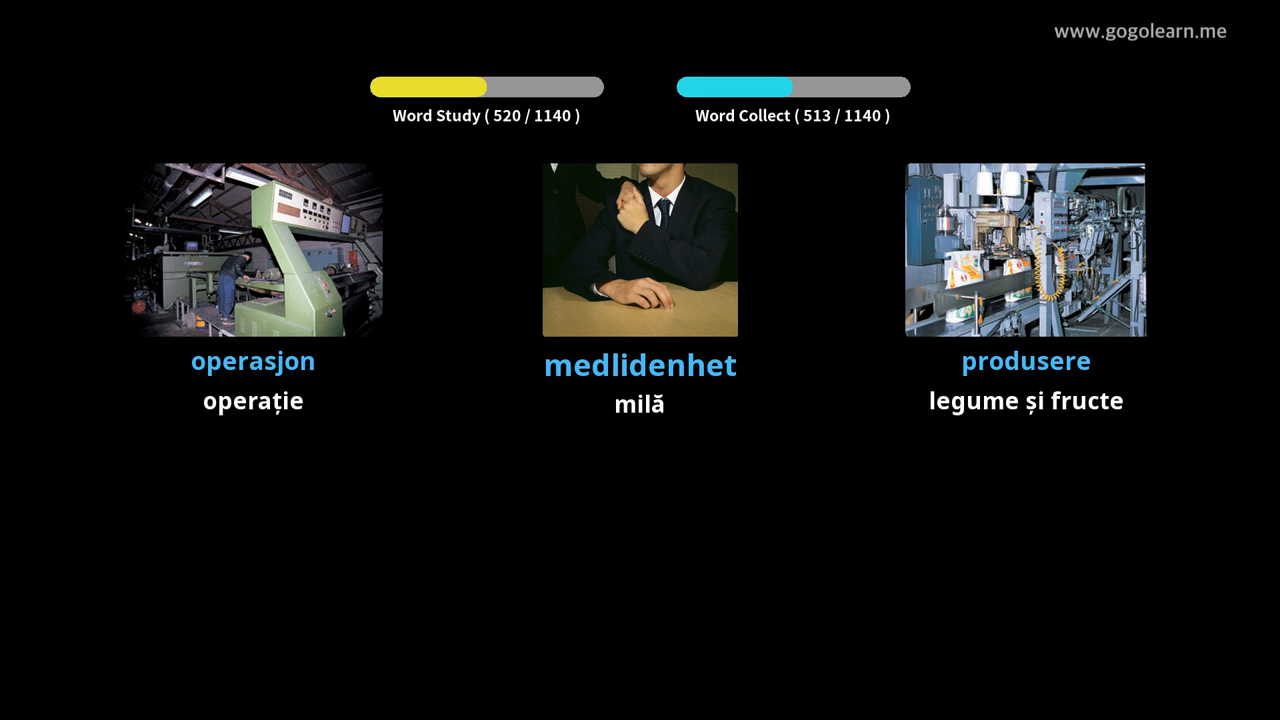 www.gogolearn.me
Word Study ( 520 / 1140 )
Word Collect ( 513 / 1140 )
operasjon
operație
medlidenhet
milă
produsere
legume și fructe